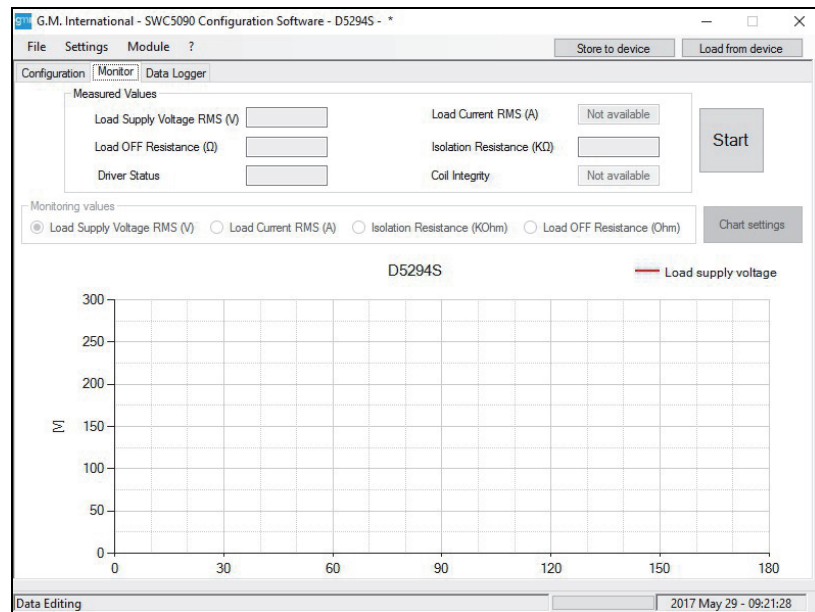 gmi G.M. International - SWC5090 Configuration Software - D5294S - *
File Settings Module ? Store to device Load from device
Configuration Monitor Data Logger
Measured Values
Load Supply Voltage RMS (V) Load Current RMS (A) Not available
Start
Load OFF Resistance (Ω) Isolation Resistance (KΩ)
Driver Status Coil Integrity Not available
Monitoring values
Load Supply Voltage RMS (V) Load Current RMS (A) Isolation Resistance (KOhm) Load OFF Resistance (Ohm) Chart settings
D5294S
Load supply voltage
300
250
200
[V]
150
100
50
0
0 30 60 90 120 150 180
Data Editing 2017 May 29 - 09:21:28